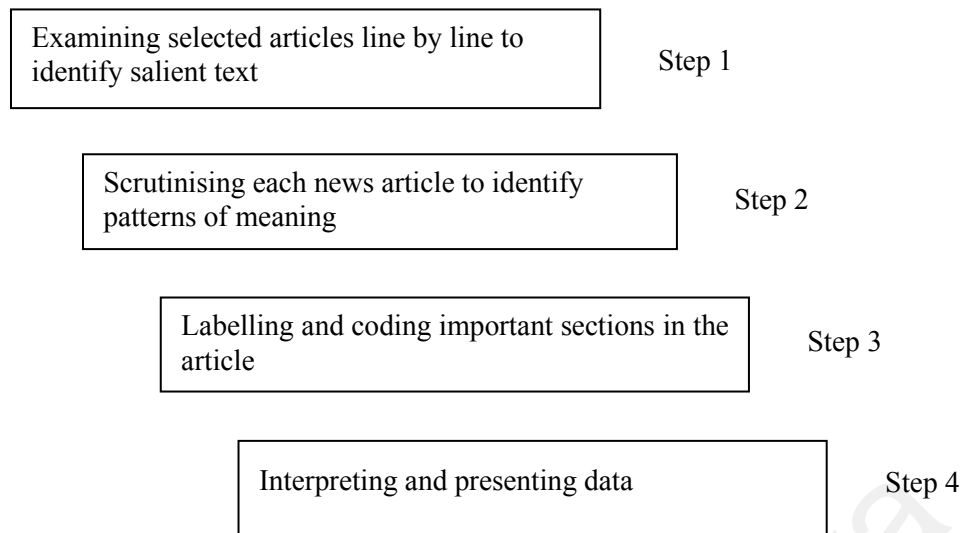 Examining selected articles line by line to
identify salient text
Step 1
Scrutinising each news article to identify
patterns of meaning
Step 2
Labelling and coding important sections in the
article
Step 3
Interpreting and presenting data
Step 4